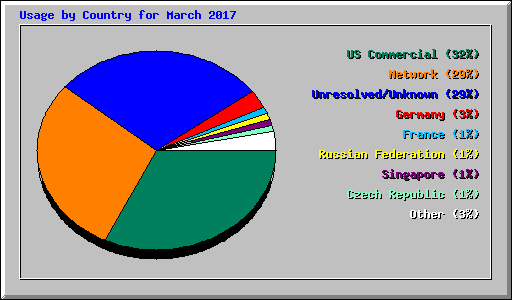 Usage by Country for March 2017
US Commercial (32%)
Network (29%)
Unresolved/Unknown (29%)
Germany (3%)
France (1%)
Russian Federation (1%)
Singapore (1%)
Czech Republic (1%)
Other (3%)